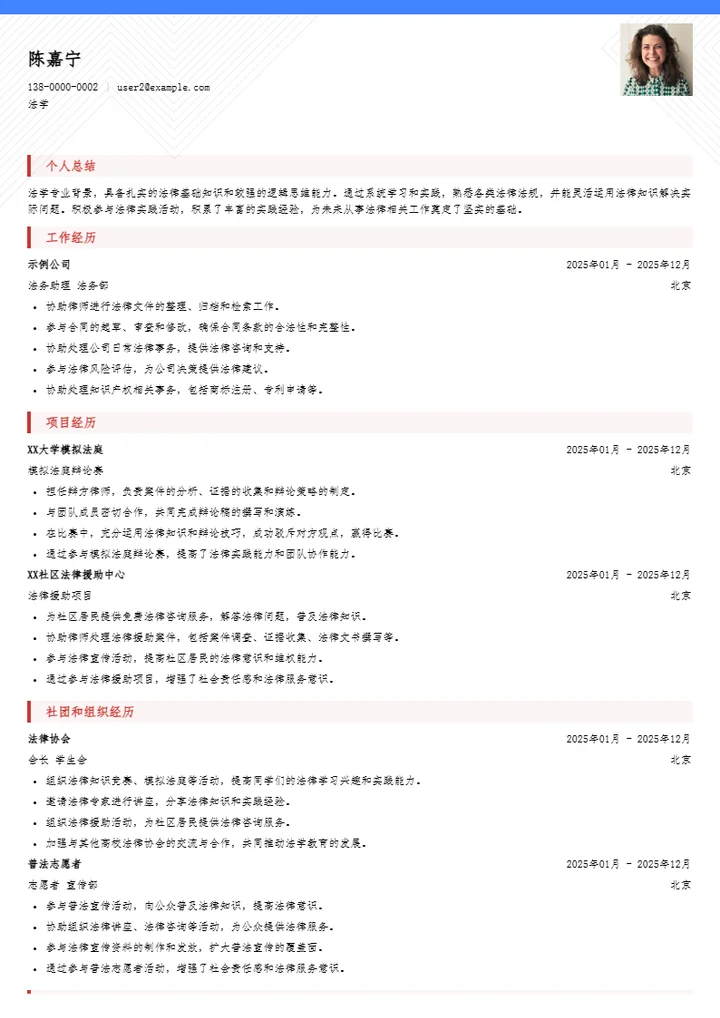 陈嘉宁
138-0000-0002 | user2@example.com
法学
个人总结
法学专业背景，具备扎实的法律基础知识和较强的逻辑思维能力。通过系统学习和实践，熟悉各类法律法规，并能灵活运用法律知识解决实
际问题。积极参与法律实践活动，积累了丰富的实践经验，为未来从事法律相关工作奠定了坚实的基础。
工作经历
示例公司 2025年01月 - 2025年12月
法务助理 法务部 北京
• 协助律师进行法律文件的整理、归档和检索工作。
• 参与合同的起草、审查和修改，确保合同条款的合法性和完整性。
• 协助处理公司日常法律事务，提供法律咨询和支持。
• 参与法律风险评估，为公司决策提供法律建议。
• 协助处理知识产权相关事务，包括商标注册、专利申请等。
项目经历
XX大学模拟法庭 2025年01月 - 2025年12月
模拟法庭辩论赛 北京
• 担任辩方律师，负责案件的分析、证据的收集和辩论策略的制定。
• 与团队成员密切合作，共同完成辩论稿的撰写和演练。
• 在比赛中，充分运用法律知识和辩论技巧，成功驳斥对方观点，赢得比赛。
• 通过参与模拟法庭辩论赛，提高了法律实践能力和团队协作能力。
XX社区法律援助中心 2025年01月 - 2025年12月
法律援助项目 北京
• 为社区居民提供免费法律咨询服务，解答法律问题，普及法律知识。
• 协助律师处理法律援助案件，包括案件调查、证据收集、法律文书撰写等。
• 参与法律宣传活动，提高社区居民的法律意识和维权能力。
• 通过参与法律援助项目，增强了社会责任感和法律服务意识。
社团和组织经历
法律协会 2025年01月 - 2025年12月
会长 学生会 北京
• 组织法律知识竞赛、模拟法庭等活动，提高同学们的法律学习兴趣和实践能力。
• 邀请法律专家进行讲座，分享法律知识和实践经验。
• 组织法律援助活动，为社区居民提供法律咨询服务。
• 加强与其他高校法律协会的交流与合作，共同推动法学教育的发展。
普法志愿者 2025年01月 - 2025年12月
志愿者 宣传部 北京
• 参与普法宣传活动，向公众普及法律知识，提高法律意识。
• 协助组织法律讲座、法律咨询等活动，为公众提供法律服务。
• 参与法律宣传资料的制作和发放，扩大普法宣传的覆盖面。
• 通过参与普法志愿者活动，增强了社会责任感和法律服务意识。